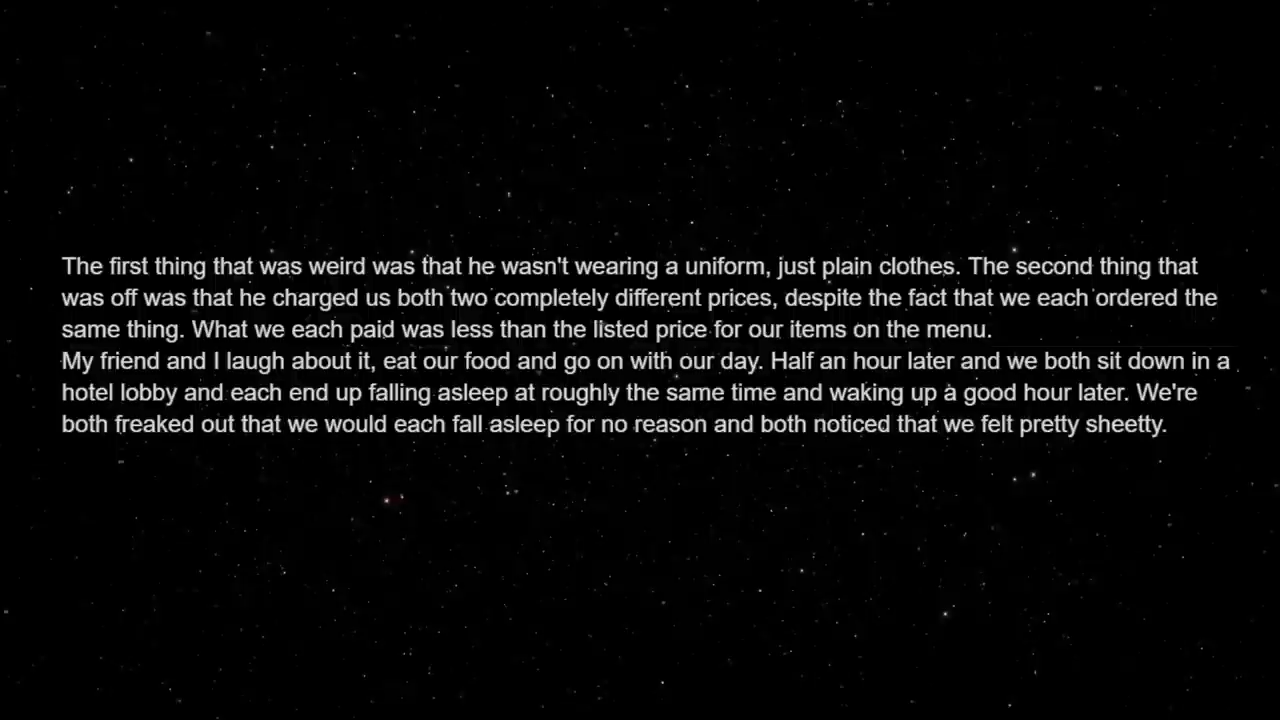 The first thing that was weird was that he wasn't wearing a uniform, just plain clothes. The second thing that
was off was that he charged us both two completely different prices, despite the fact that we each ordered the
same thing. What we each paid was less than the listed price for our items on the menu.
My friend and I laugh about it, eat our food and go on with our day. Half an hour later and we both sit down in a
hotel lobby and each end up falling asleep at roughly the same time and waking up a good hour later. We're
both freaked out that we would each fall asleep for no reason and both noticed that we felt pretty sheetty.